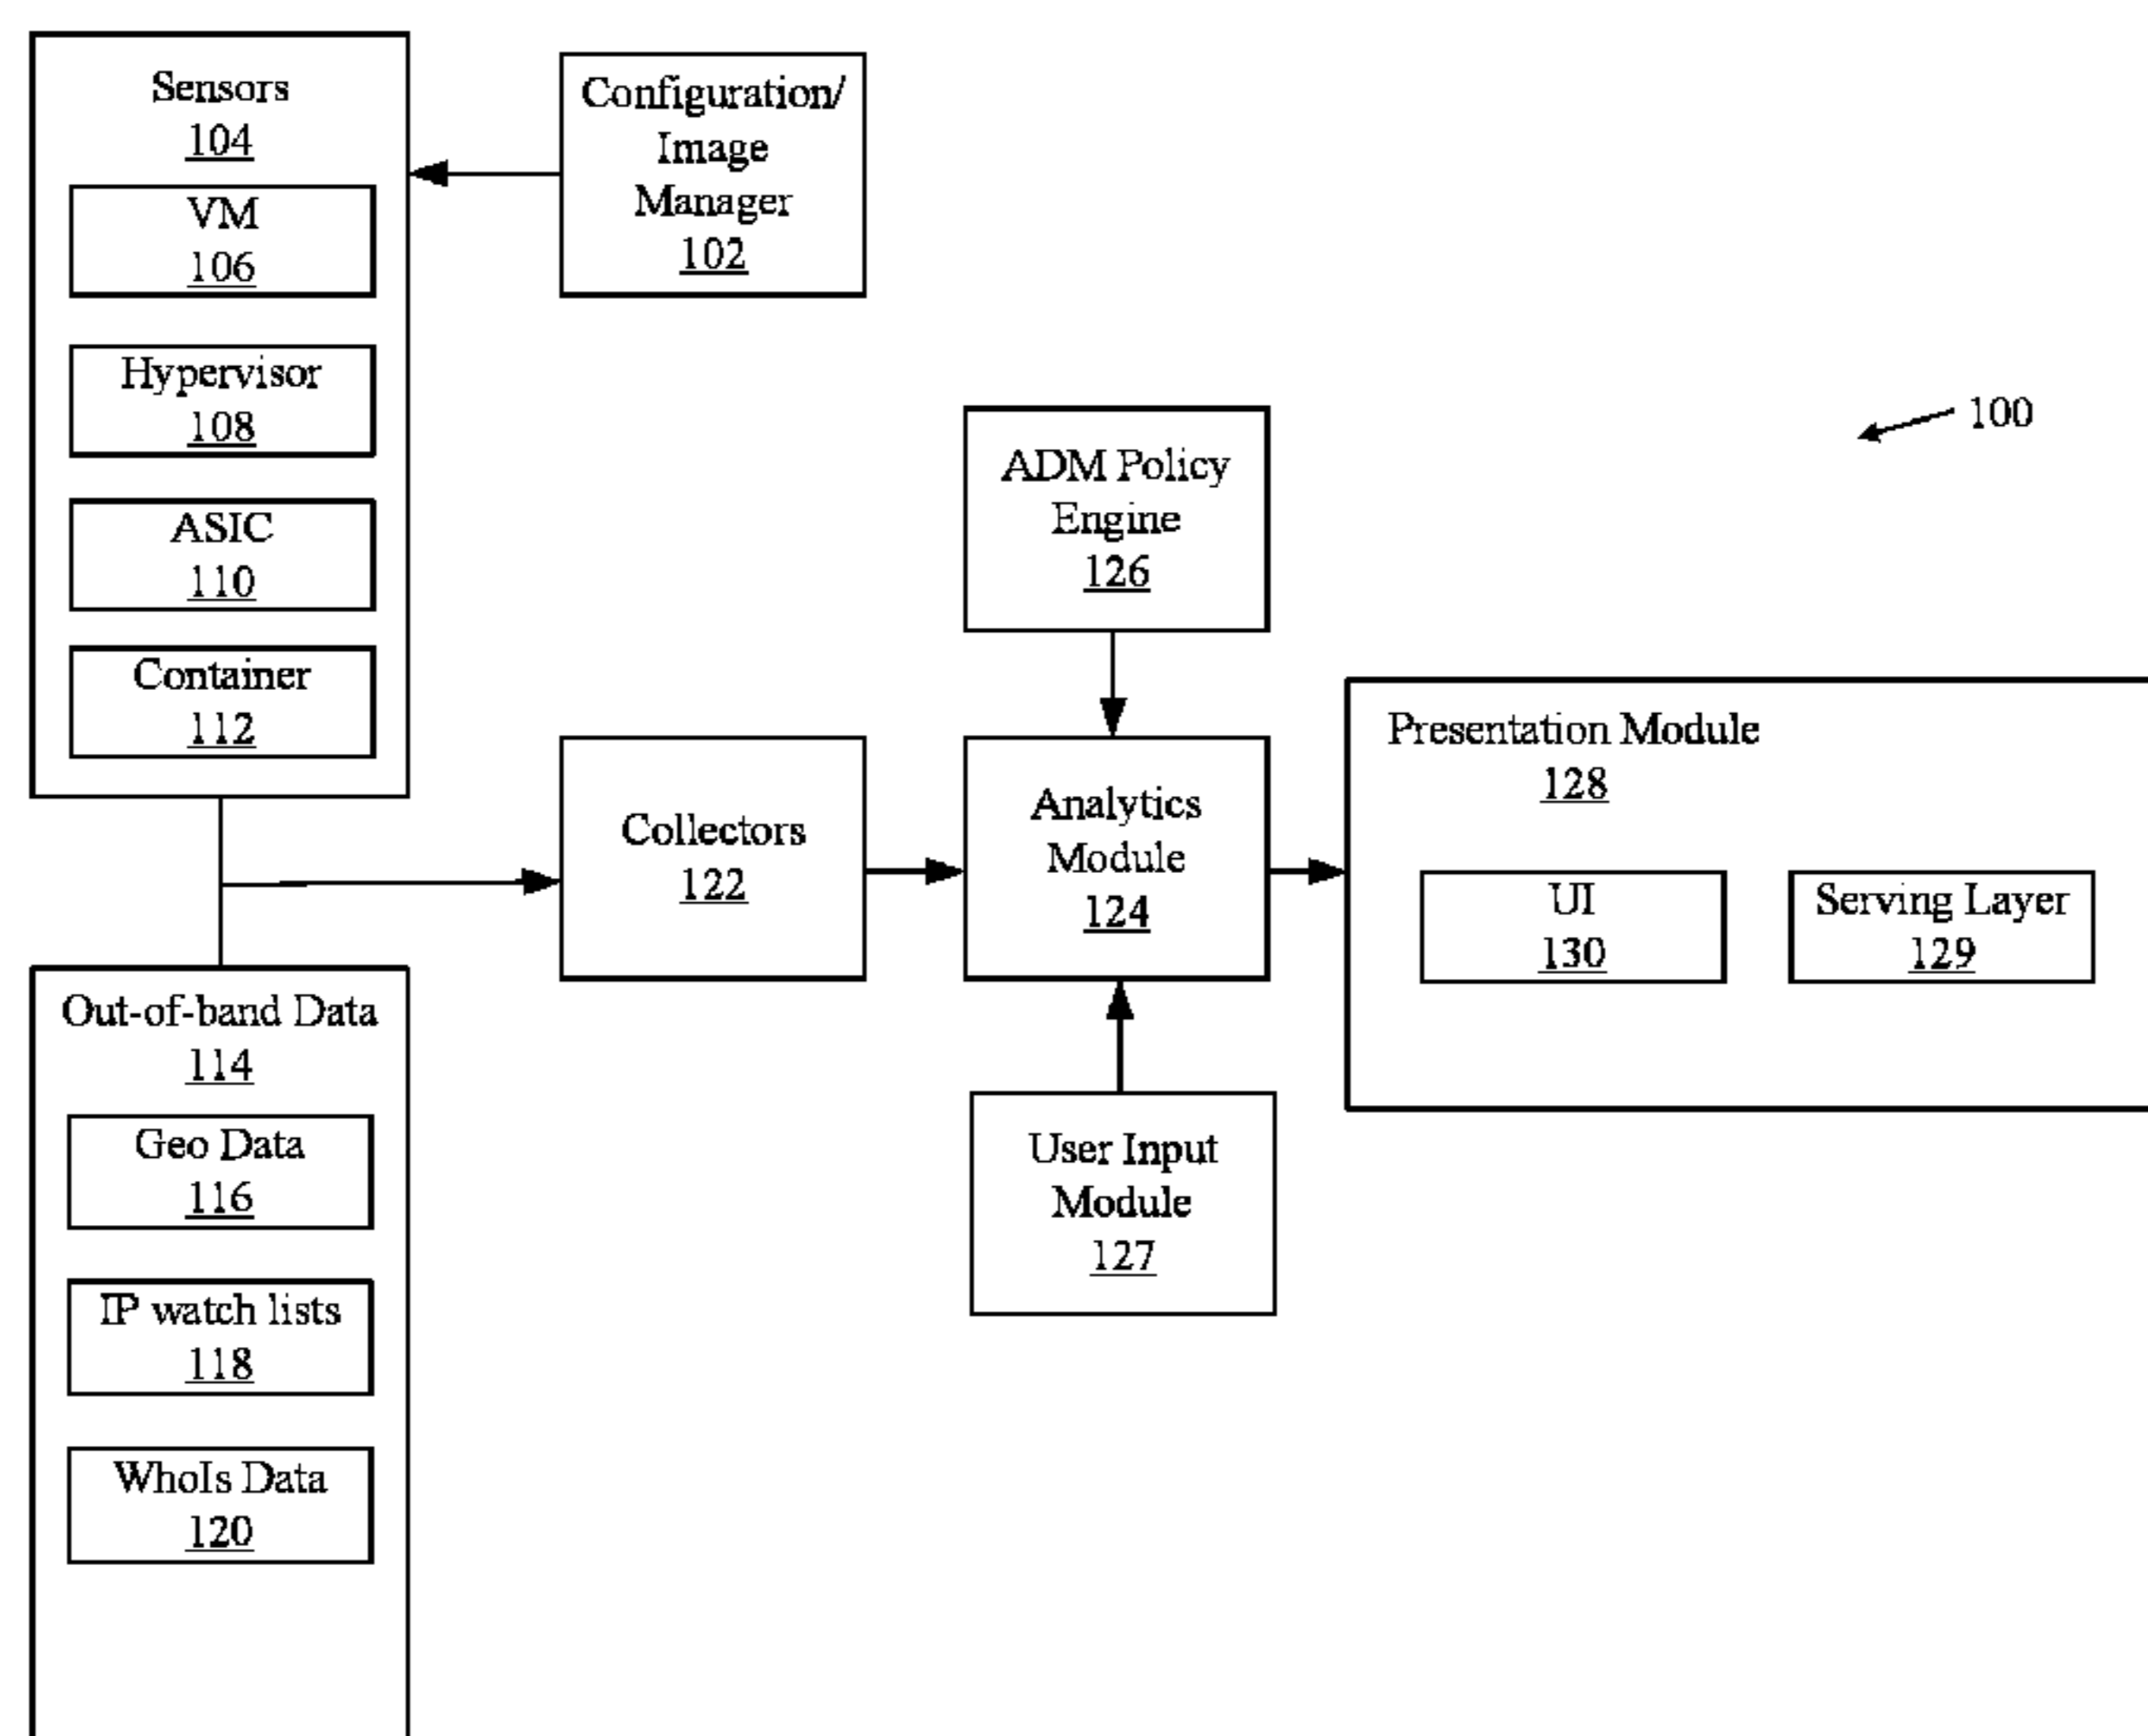 Sensors
104
VM
106
Hypervisor
108
ASIC
110
Container
112
Configuration/
Image
Manager
102
100
ADM Policy
Engine
126
Collectors
122
Analytics
Module
124
Presentation Module
128
UI
130
Serving Layer
129
User Input
Module
127
Out-of-band Data
114
Geo Data
116
IP watch lists
118
WhoIs Data
120